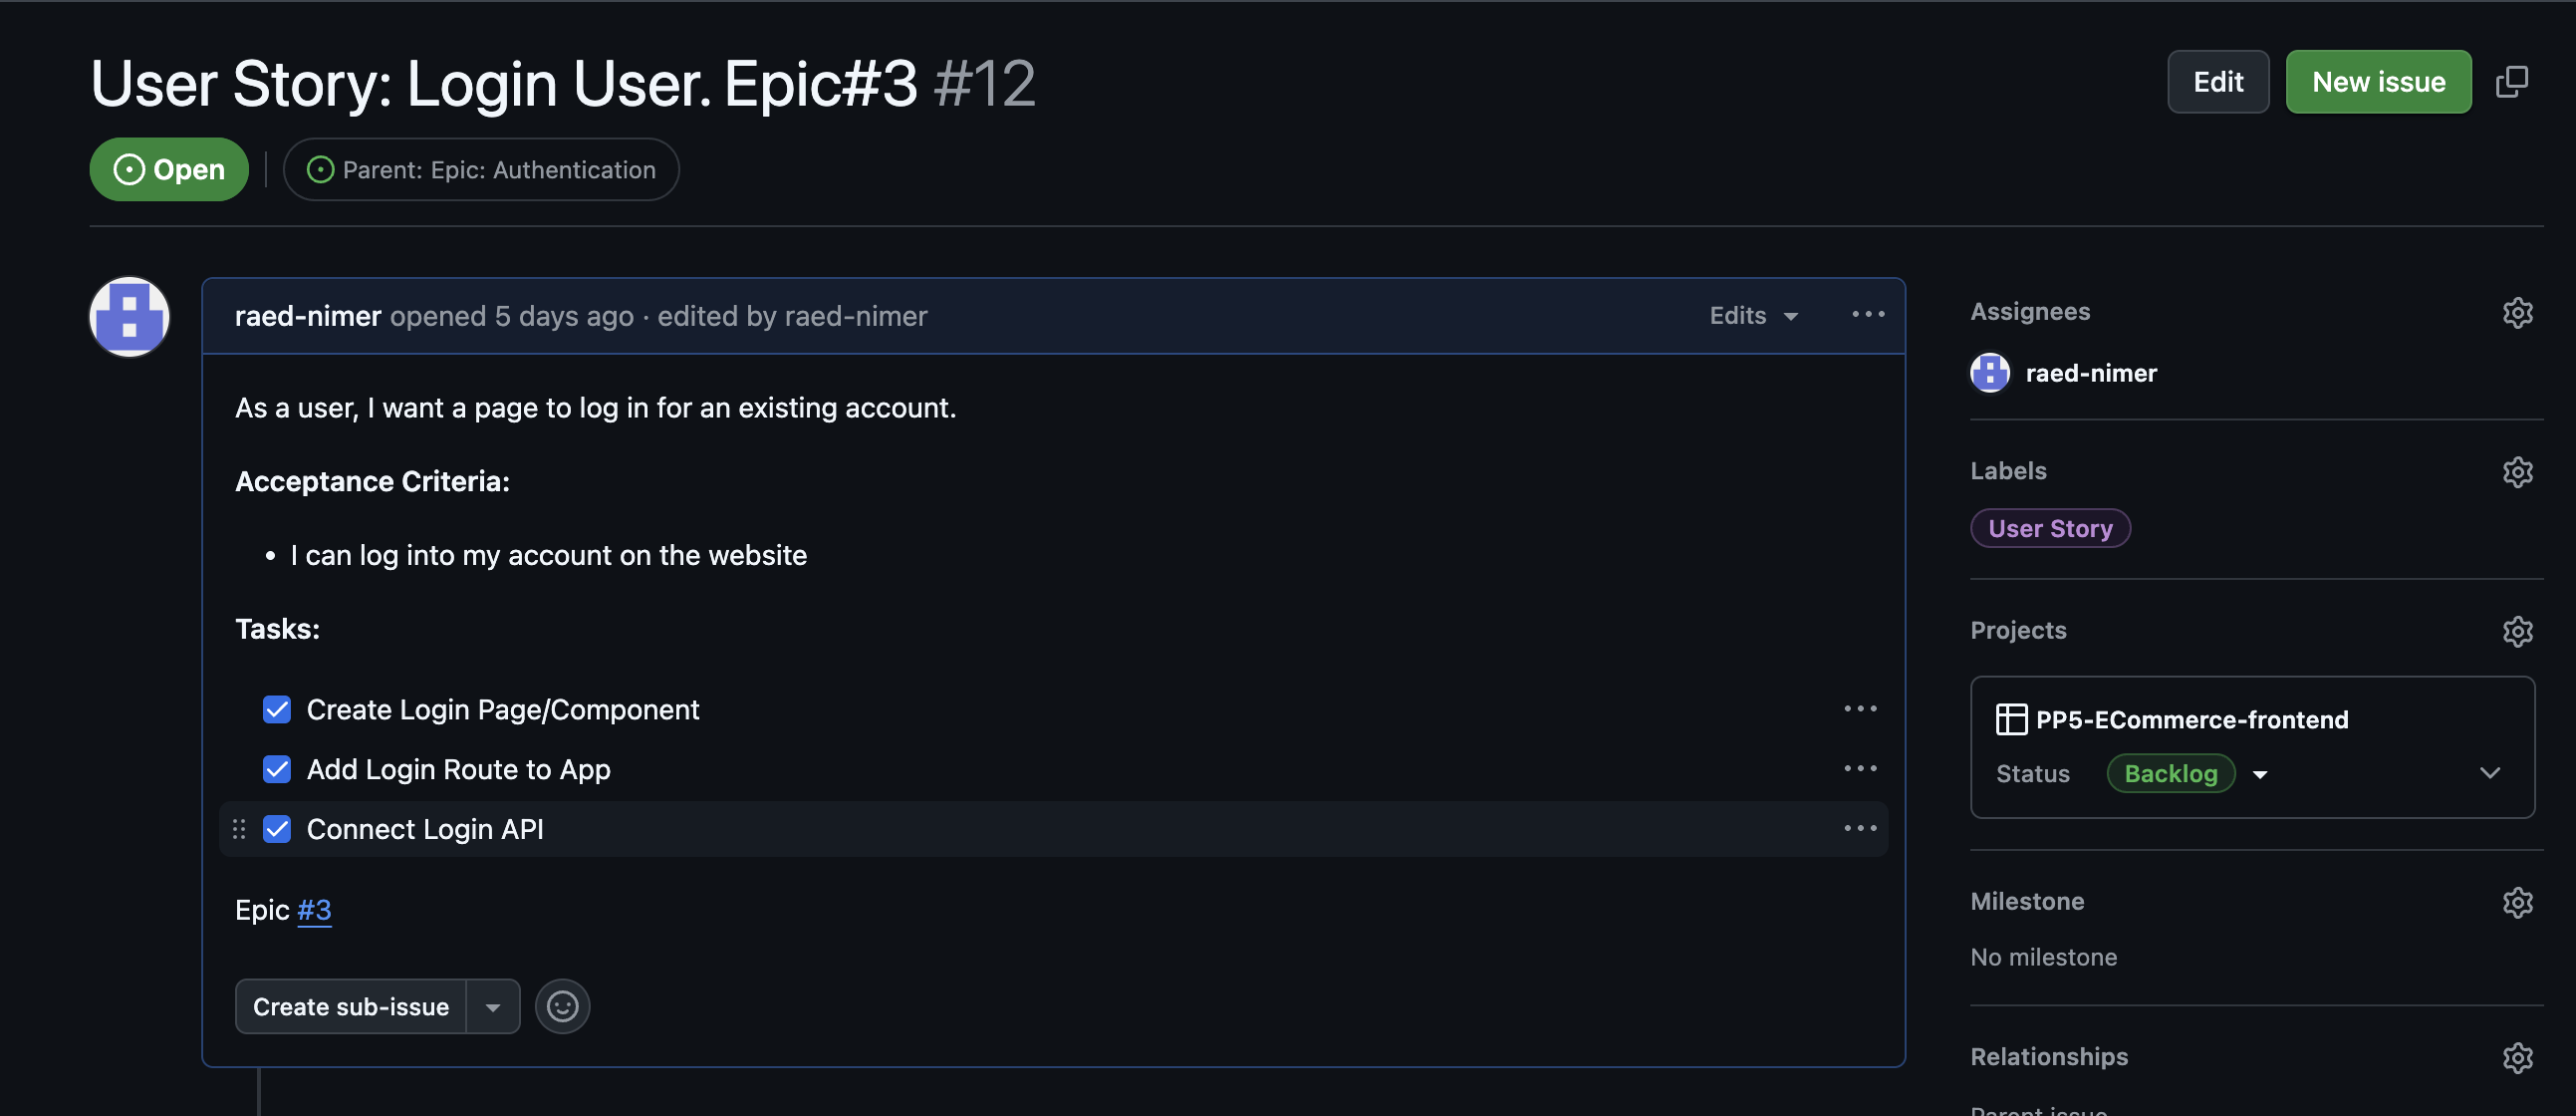 User Story: Login User. Epic#3 #12
Edit
New issue
Open
Parent: Epic: Authentication
raed-nimer opened 5 days ago · edited by raed-nimer
Edits
As a user, I want a page to log in for an existing account.
Acceptance Criteria:
• I can log into my account on the website
Tasks:
Create Login Page/Component
Add Login Route to App
Connect Login API
Epic #3
Create sub-issue
Assignees
raed-nimer
Labels
User Story
Projects
PP5-ECommerce-frontend
Status Backlog
Milestone
No milestone
Relationships
Parent issue